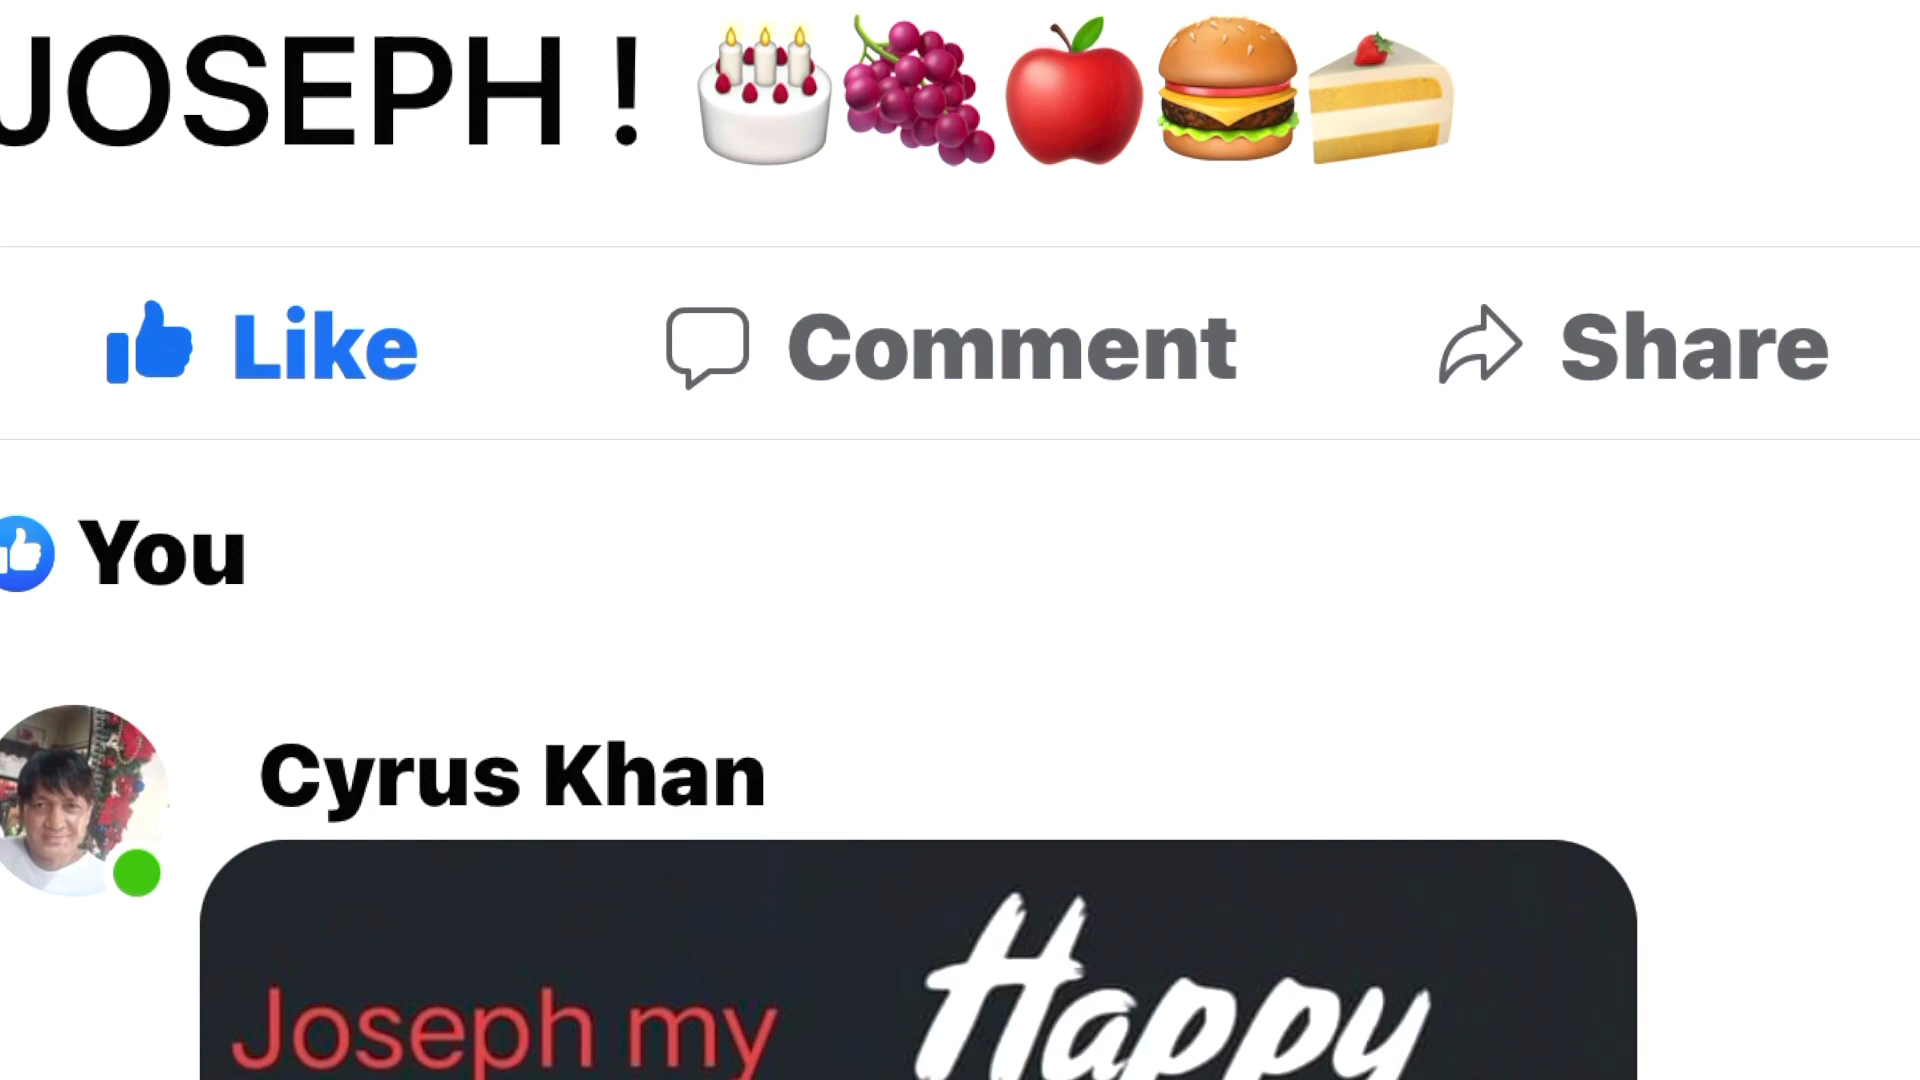 JOSEPH ! 🎂🍇🍎🍔🍰
Like Comment Share
You
Cyrus Khan
Joseph my Happy